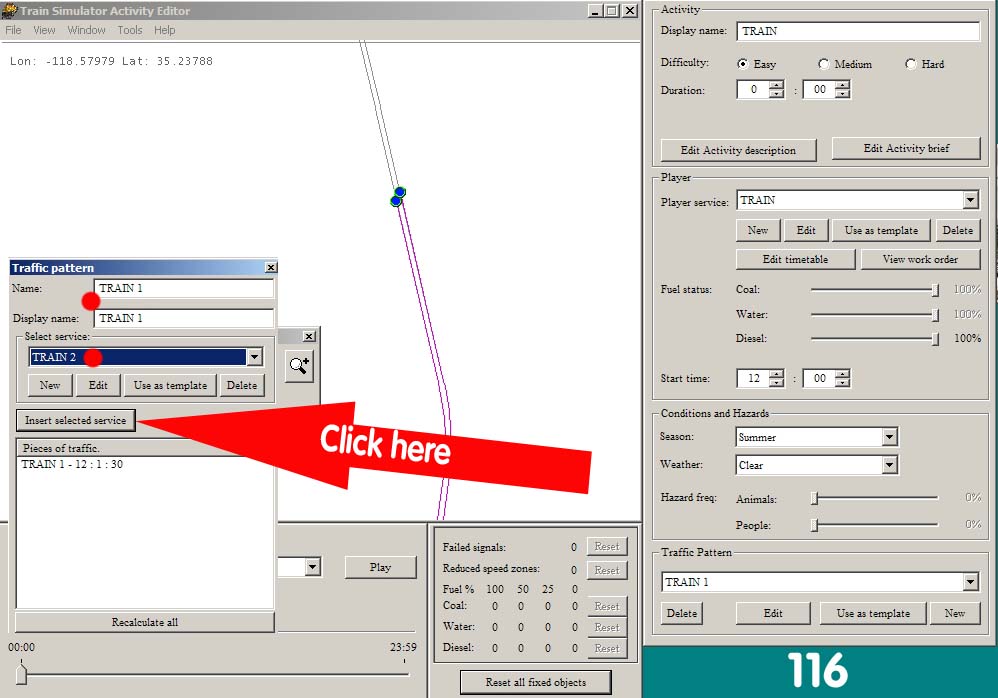 Train Simulator Activity Editor
File View Window Tools Help
Lon: -118.57979 Lat: 35.23788
Traffic pattern
Name: TRAIN 1
Display name: TRAIN 1
Select service:
TRAIN 2
New Edit Use as template Delete
Insert selected service
Click here
Pieces of traffic.
TRAIN 1 - 12 : 1 : 30
Recalculate all
Play
00:00 23:59
Failed signals: 0 Reset
Reduced speed zones: 0 Reset
Fuel % 100 50 25 0
Coal: 0 0 0 0 Reset
Water: 0 0 0 0 Reset
Diesel: 0 0 0 0 Reset
Reset all fixed objects
Activity
Display name: TRAIN
Difficulty: Easy Medium Hard
Duration: 0 : 00
Edit Activity description Edit Activity brief
Player
Player service: TRAIN
New Edit Use as template Delete
Edit timetable View work order
Fuel status: Coal: 100%
Water: 100%
Diesel: 100%
Start time: 12 : 00
Conditions and Hazards
Season: Summer
Weather: Clear
Hazard freq: Animals: 0%
People: 0%
Traffic Pattern
TRAIN 1
Delete Edit Use as template New
116